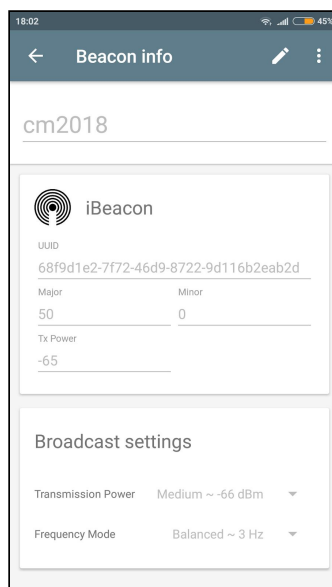 18:02
45%
Beacon info
cm2018
iBeacon
UUID
68f9d1e2-7f72-46d9-8722-9d116b2eab2d
Major Minor
50 0
Tx Power
-65
Broadcast settings
Transmission Power Medium ~ -66 dBm
Frequency Mode Balanced ~ 3 Hz